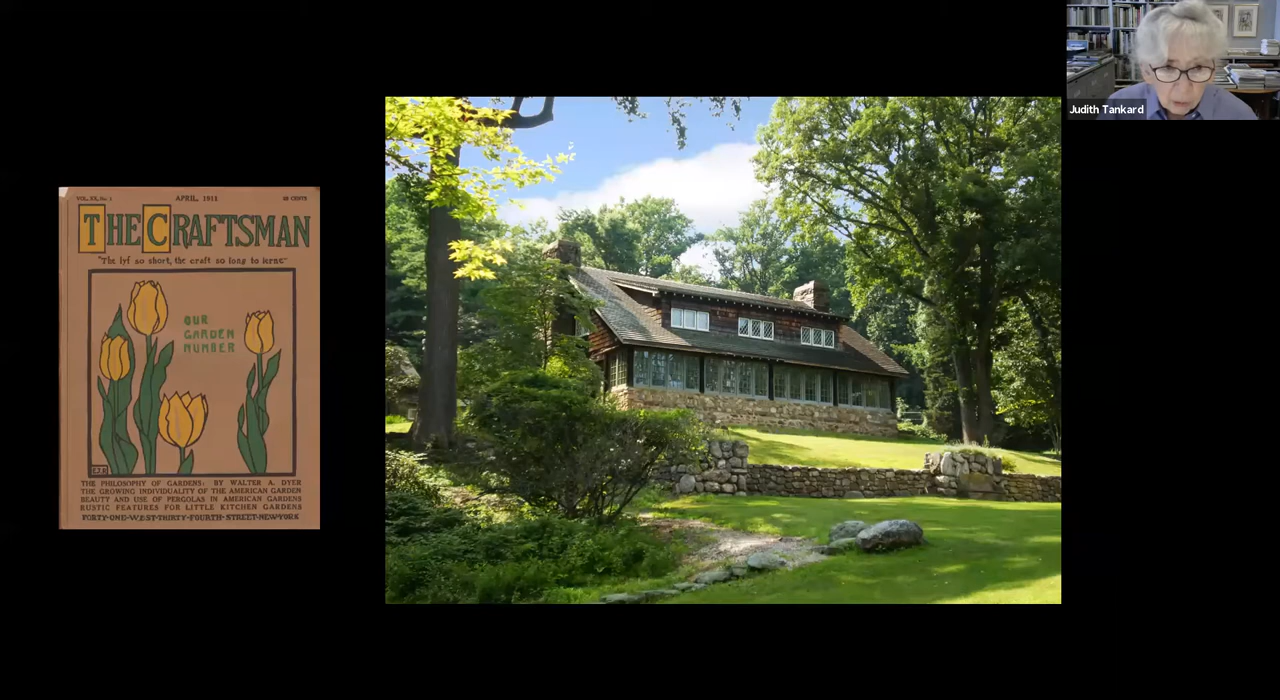 Judith Tankard
VOL. XX, No. 1 APRIL, 1911 25 CENTS
THE CRAFTSMAN
"The lyf so short, the craft so long to lerne"
OUR
GARDEN
NUMBER
THE PHILOSOPHY OF GARDENS: BY WALTER A. DYER
THE GROWING INDIVIDUALITY OF THE AMERICAN GARDEN
BEAUTY AND USE OF PERGOLAS IN AMERICAN GARDENS
RUSTIC FEATURES FOR LITTLE KITCHEN GARDENS
FORTY-ONE-WEST-THIRTY-FOURTH-STREET-NEW-YORK